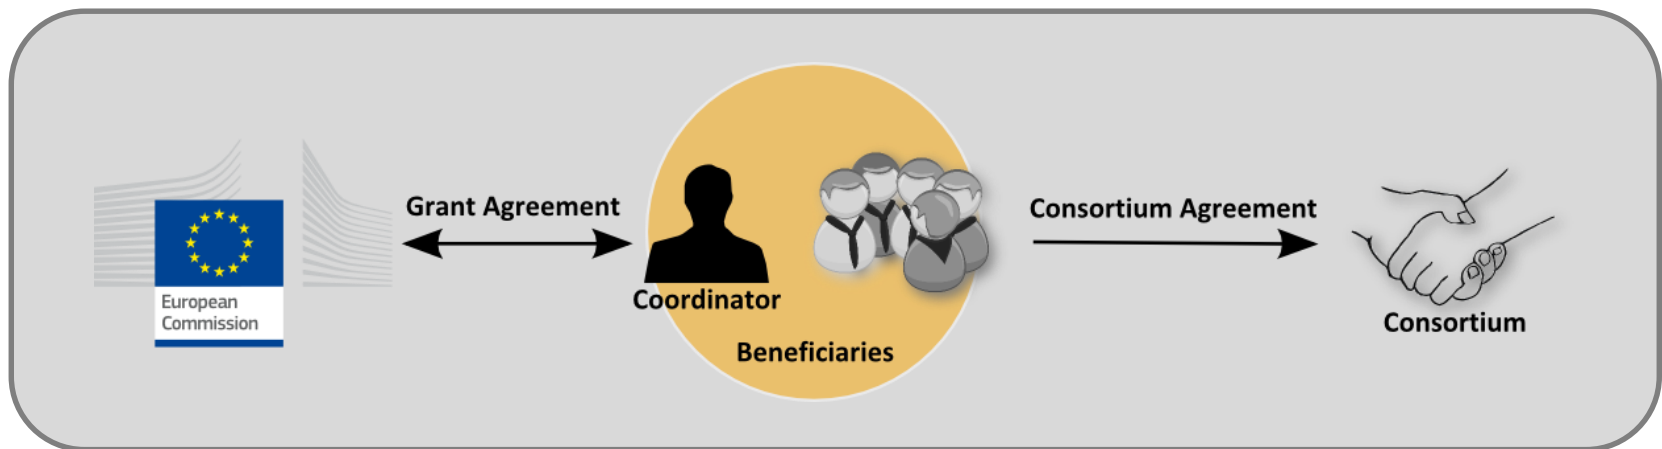 Grant Agreement
Consortium Agreement
European
Commission
Coordinator
Consortium
Beneficiaries